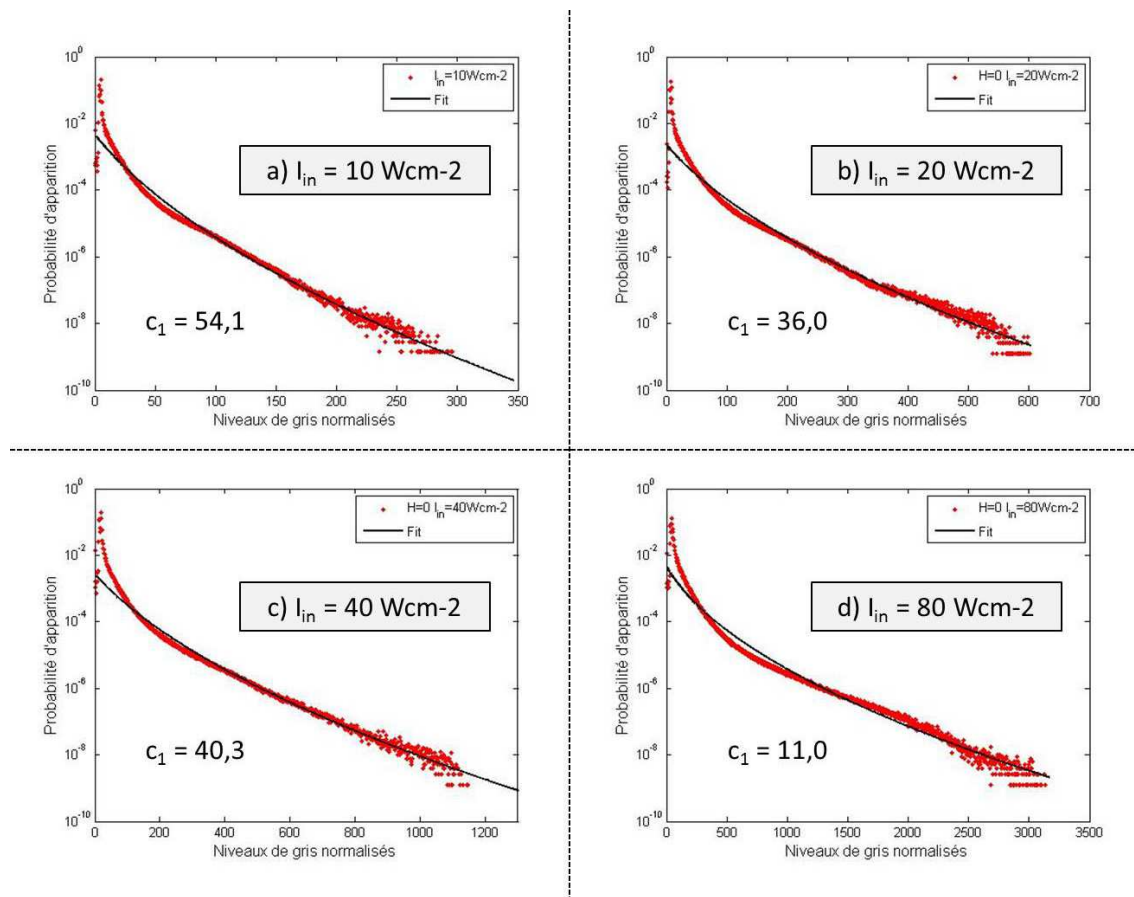 10^0
10^-2
10^-4
10^-6
10^-8
10^-10
Probabilité d'apparition
I_in=10Wcm-2
Fit
a) I_in = 10 Wcm-2
c_1 = 54,1
0 50 100 150 200 250 300 350
Niveaux de gris normalisés
10^0
10^-2
10^-4
10^-6
10^-8
10^-10
Probabilité d'apparition
H=0 I_in=20Wcm-2
Fit
b) I_in = 20 Wcm-2
c_1 = 36,0
0 100 200 300 400 500 600 700
Niveaux de gris normalisés
10^0
10^-2
10^-4
10^-6
10^-8
10^-10
Probabilité d'apparition
H=0 I_in=40Wcm-2
Fit
c) I_in = 40 Wcm-2
c_1 = 40,3
0 200 400 600 800 1000 1200
Niveaux de gris normalisés
10^0
10^-2
10^-4
10^-6
10^-8
10^-10
Probabilité d'apparition
H=0 I_in=80Wcm-2
Fit
d) I_in = 80 Wcm-2
c_1 = 11,0
0 500 1000 1500 2000 2500 3000 3500
Niveaux de gris normalisés